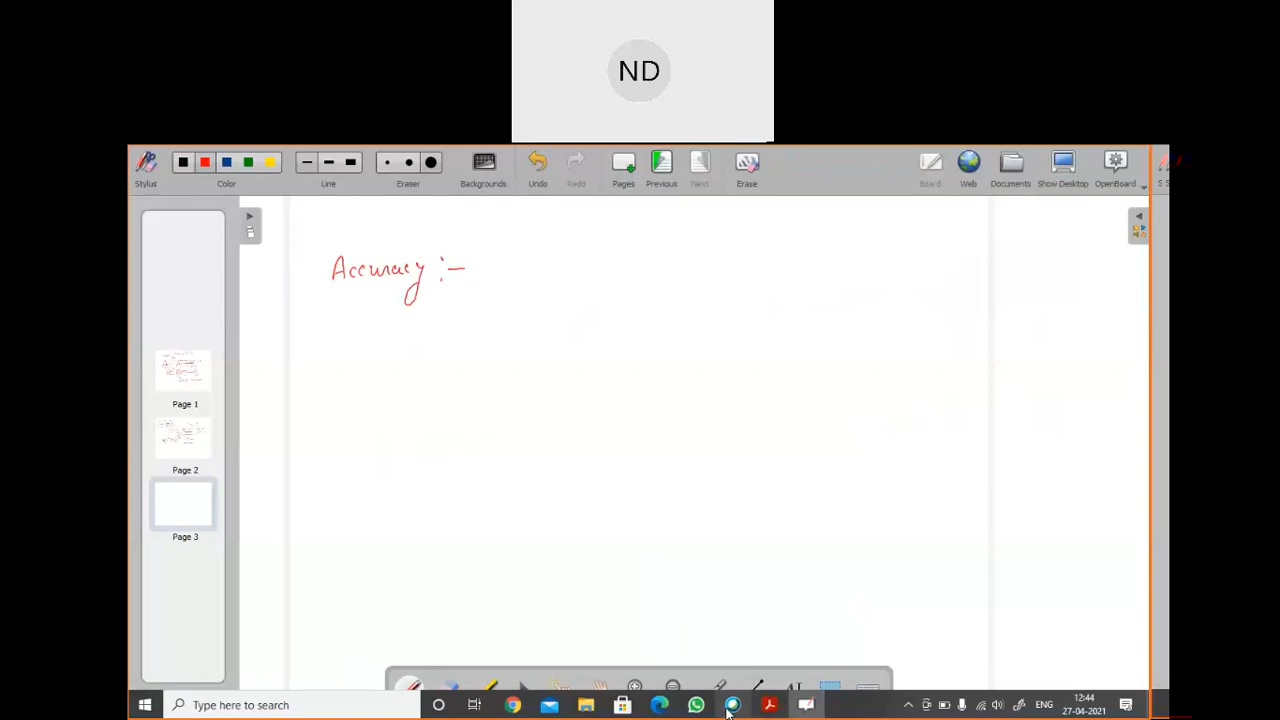 ND
Stylus Color Line Eraser Backgrounds Undo Redo Pages Previous Next Erase Board Web Documents Show Desktop OpenBoard S S
Accuracy :-
Page 1
Page 2
Page 3
Type here to search
ENG
12:44
27-04-2021